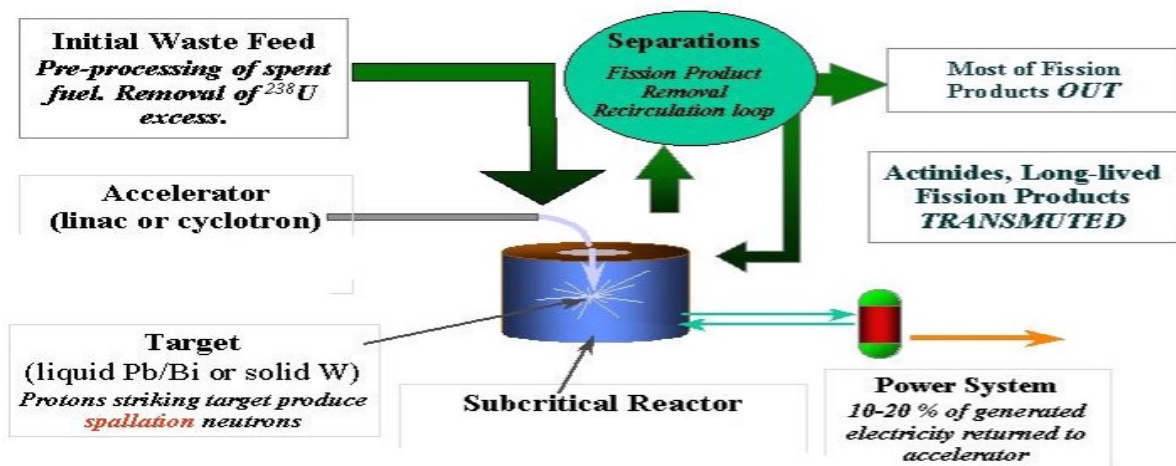 Initial Waste Feed
Pre-processing of spent
fuel. Removal of ²³⁸U
excess.
Separations
Fission Product
Removal
Recirculation loop
Most of Fission
Products OUT
Actinides, Long-lived
Fission Products
TRANSMUTED
Accelerator
(linac or cyclotron)
Target
(liquid Pb/Bi or solid W)
Protons striking target produce
spallation neutrons
Subcritical Reactor
Power System
10-20 % of generated
electricity returned to
accelerator